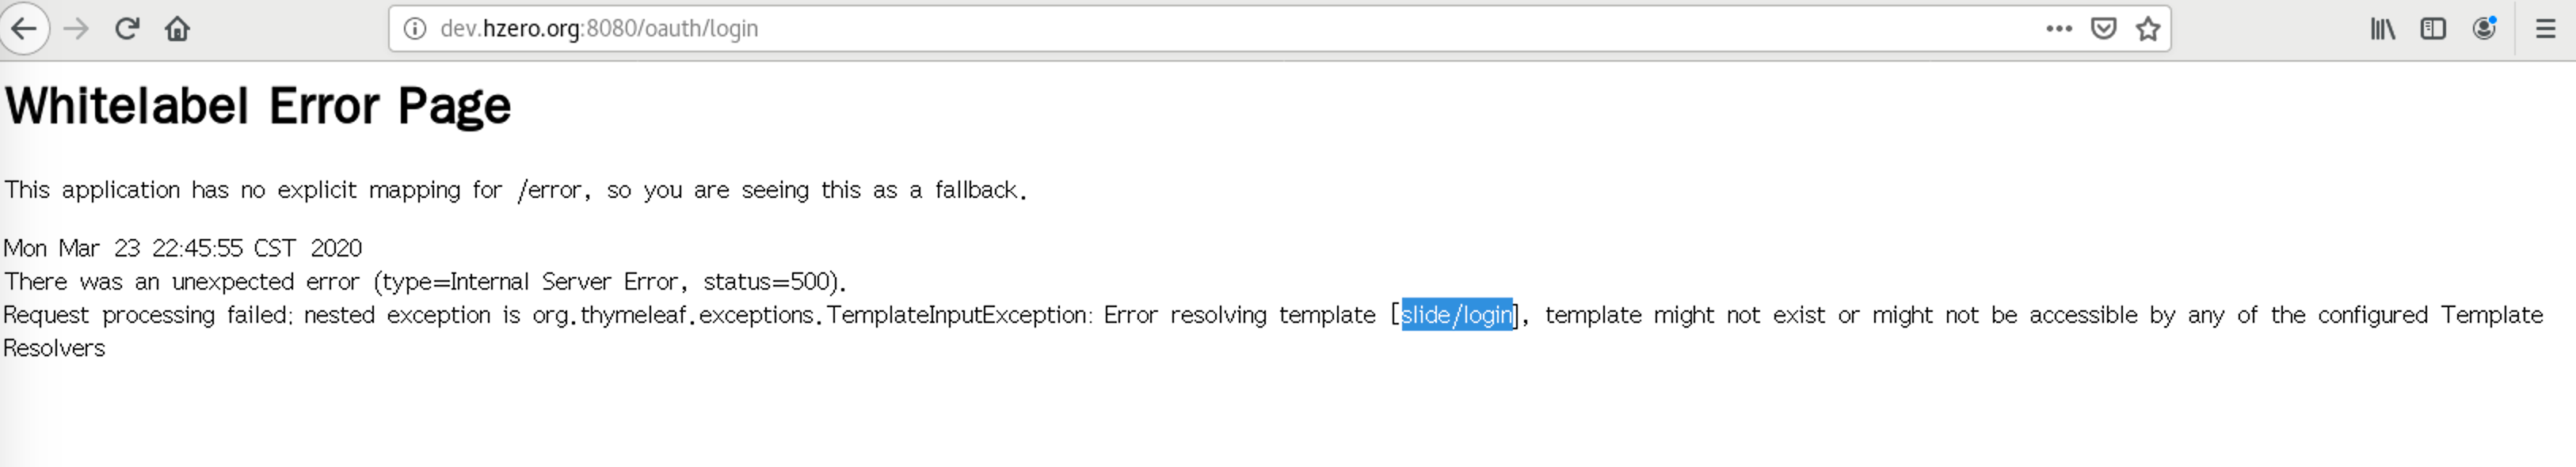 dev.hzero.org:8080/oauth/login
Whitelabel Error Page
This application has no explicit mapping for /error, so you are seeing this as a fallback.
Mon Mar 23 22:45:55 CST 2020
There was an unexpected error (type=Internal Server Error, status=500).
Request processing failed; nested exception is org.thymeleaf.exceptions.TemplateInputException: Error resolving template [slide/login], template might not exist or might not be accessible by any of the configured Template
Resolvers